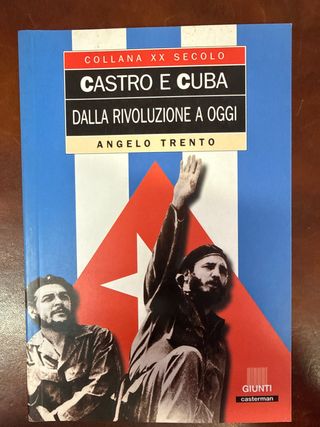 COLLANA XX SECOLO
CASTRO E CUBA
DALLA RIVOLUZIONE A OGGI
ANGELO TRENTO
GIUNTI
casterman